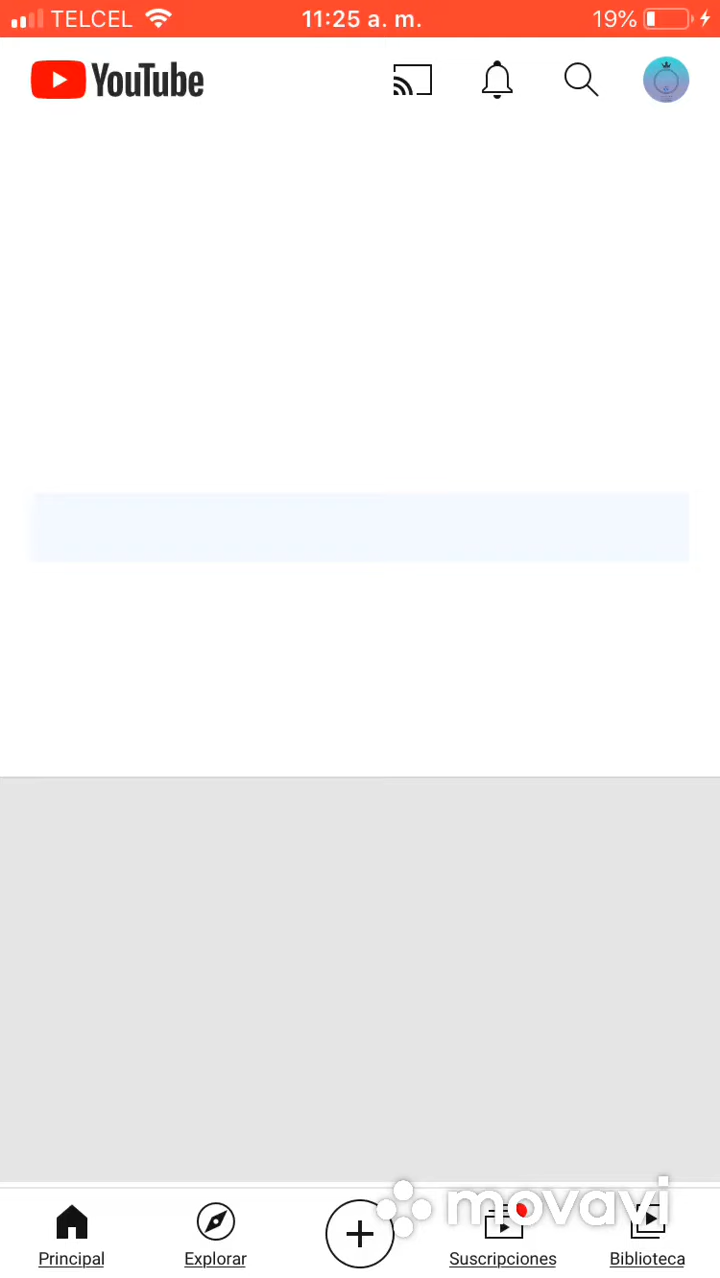 TELCEL 11:25 a. m. 19%
YouTube
movavi
Principal Explorar Suscripciones Biblioteca